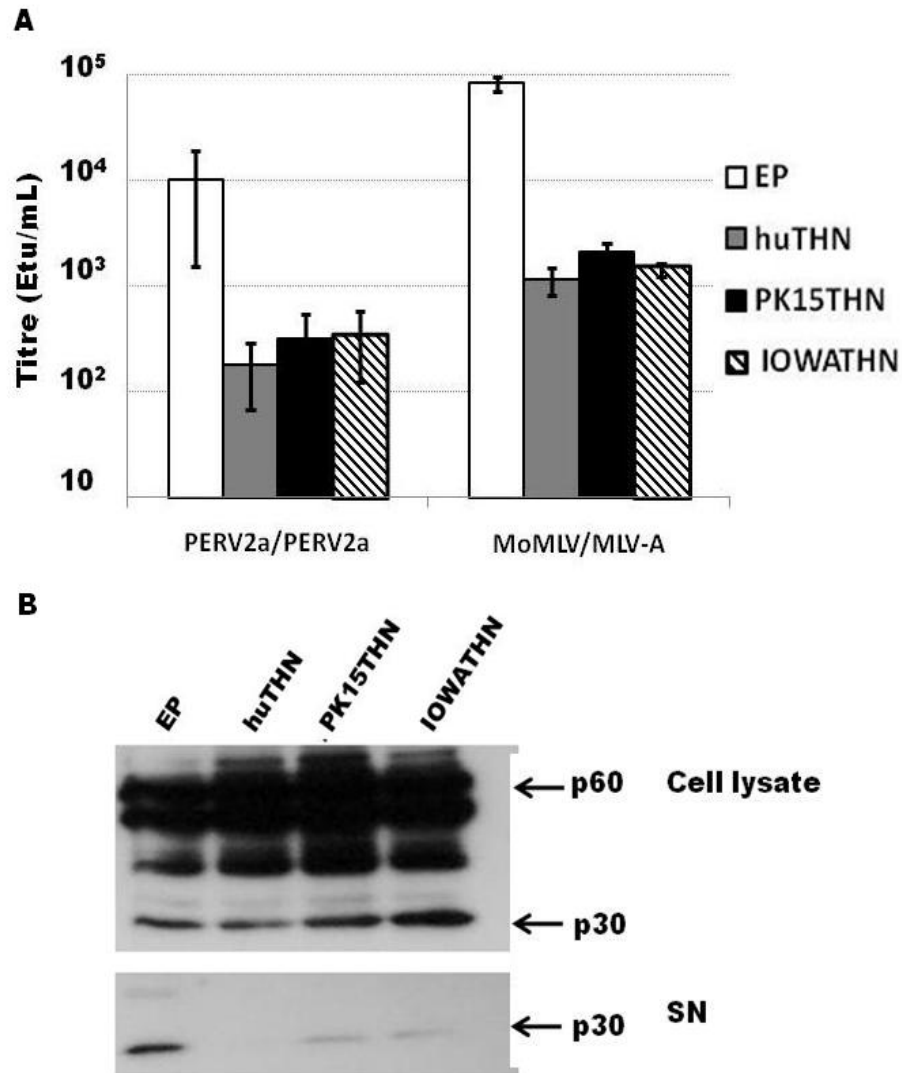 A
Titre (Etu/mL)
10⁵
10⁴
10³
10²
10
PERV2a/PERV2a
MoMLV/MLV-A
EP
huTHN
PK15THN
IOWATHN
B
EP
huTHN
PK15THN
IOWATHN
p60
Cell lysate
p30
p30
SN